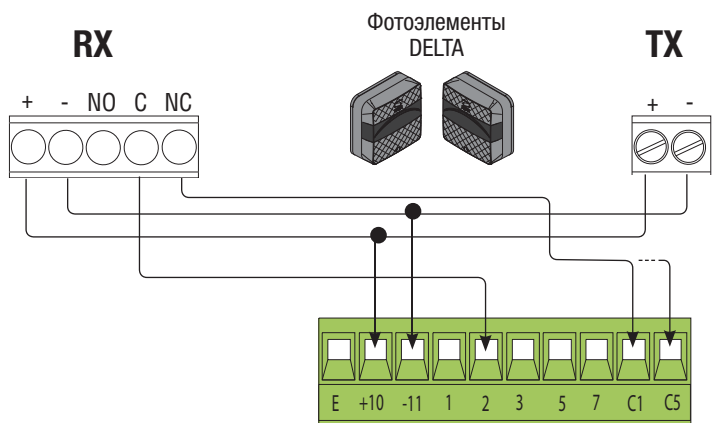 Фотоэлементы
DELTA
RX
TX
+ - NO C NC
+ -
E +10 -11 1 2 3 5 7 C1 C5